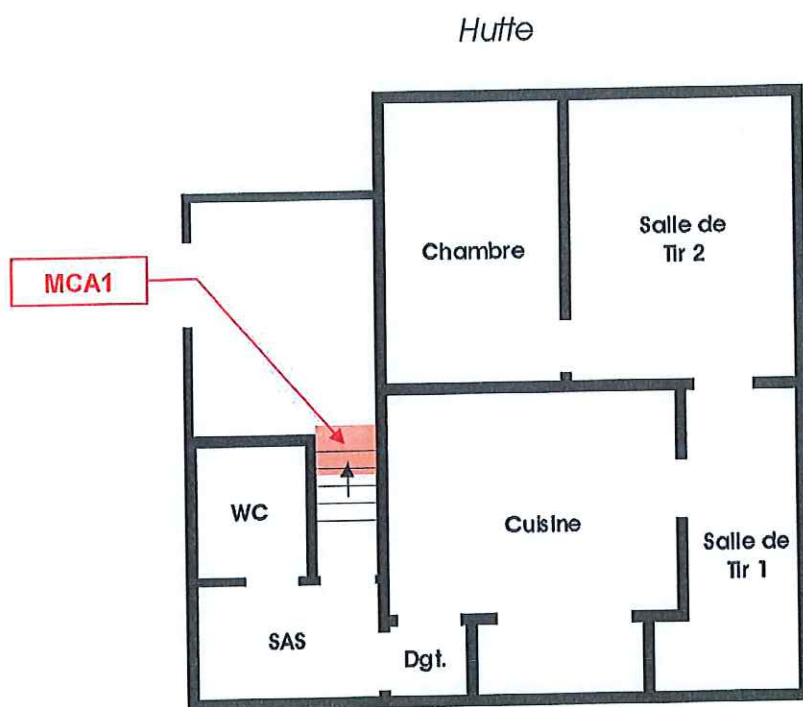 Hutte
Chambre
Salle de
Tir 2
MCA1
WC
Cuisine
Salle de
Tir 1
SAS
Dgt.